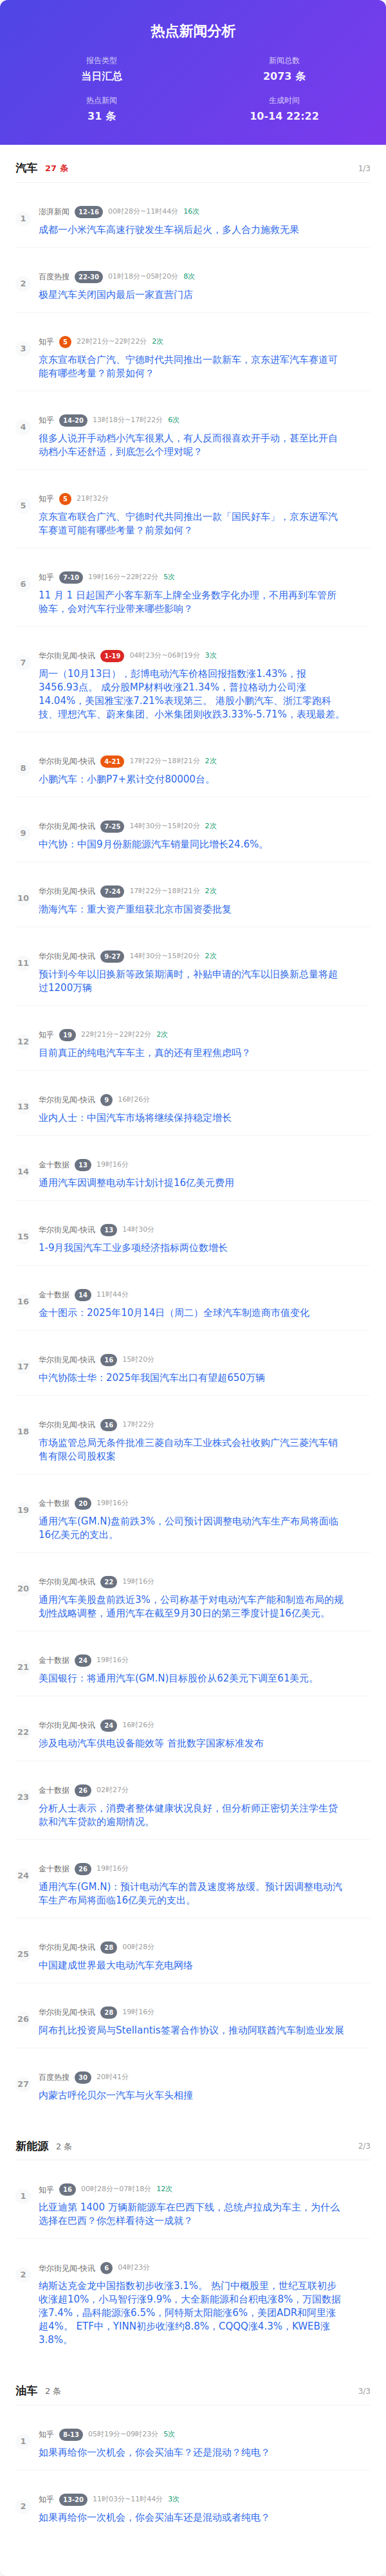 热点新闻分析
报告类型
新闻总数
当日汇总
2073 条
热点新闻
生成时间
31 条
10-14 22:22
汽车 27 条 1/3
1
澎湃新闻 12-16 00时28分~11时44分 16次
成都一小米汽车高速行驶发生车祸后起火，多人合力施救无果
2
百度热搜 22-30 01时18分~05时20分 8次
极星汽车关闭国内最后一家直营门店
3
知乎 5 22时21分~22时22分 2次
京东宣布联合广汽、宁德时代共同推出一款新车，京东进军汽车赛道可
能有哪些考量？前景如何？
4
知乎 14-20 13时18分~17时22分 6次
很多人说开手动档小汽车很累人，有人反而很喜欢开手动，甚至比开自
动档小车还舒适，到底怎么个理对呢？
5
知乎 5 21时32分
京东宣布联合广汽、宁德时代共同推出一款「国民好车」，京东进军汽
车赛道可能有哪些考量？前景如何？
6
知乎 7-10 19时16分~22时22分 5次
11 月 1 日起国产小客车新车上牌全业务数字化办理，不用再到车管所
验车，会对汽车行业带来哪些影响？
7
华尔街见闻-快讯 1-19 04时23分~06时19分 3次
周一（10月13日），彭博电动汽车价格回报指数涨1.43%，报
3456.93点。 成分股MP材料收涨21.34%，普拉格动力公司涨
14.04%，美国雅宝涨7.21%表现第三。 港股小鹏汽车、浙江零跑科
技、理想汽车、蔚来集团、小米集团则收跌3.33%-5.71%，表现最差。
8
华尔街见闻-快讯 4-21 17时22分~18时21分 2次
小鹏汽车：小鹏P7+累计交付80000台。
9
华尔街见闻-快讯 7-25 14时30分~15时20分 2次
中汽协：中国9月份新能源汽车销量同比增长24.6%。
10
华尔街见闻-快讯 7-24 17时22分~18时21分 2次
渤海汽车：重大资产重组获北京市国资委批复
11
华尔街见闻-快讯 9-27 14时30分~15时20分 2次
预计到今年以旧换新等政策期满时，补贴申请的汽车以旧换新总量将超
过1200万辆
12
知乎 19 22时21分~22时22分 2次
目前真正的纯电汽车车主，真的还有里程焦虑吗？
13
华尔街见闻-快讯 9 16时26分
业内人士：中国汽车市场将继续保持稳定增长
14
金十数据 13 19时16分
通用汽车因调整电动车计划计提16亿美元费用
15
华尔街见闻-快讯 13 14时30分
1-9月我国汽车工业多项经济指标两位数增长
16
金十数据 14 11时44分
金十图示：2025年10月14日（周二）全球汽车制造商市值变化
17
华尔街见闻-快讯 16 15时20分
中汽协陈士华：2025年我国汽车出口有望超650万辆
18
华尔街见闻-快讯 16 17时22分
市场监管总局无条件批准三菱自动车工业株式会社收购广汽三菱汽车销
售有限公司股权案
19
金十数据 20 19时16分
通用汽车(GM.N)盘前跌3%，公司预计因调整电动汽车生产布局将面临
16亿美元的支出。
20
华尔街见闻-快讯 22 19时16分
通用汽车美股盘前跌近3%，公司称基于对电动汽车产能和制造布局的规
划性战略调整，通用汽车在截至9月30日的第三季度计提16亿美元。
21
金十数据 24 19时16分
美国银行：将通用汽车(GM.N)目标股价从62美元下调至61美元。
22
华尔街见闻-快讯 24 16时26分
涉及电动汽车供电设备能效等 首批数字国家标准发布
23
金十数据 26 02时27分
分析人士表示，消费者整体健康状况良好，但分析师正密切关注学生贷
款和汽车贷款的逾期情况。
24
金十数据 26 19时16分
通用汽车(GM.N)：预计电动汽车的普及速度将放缓。预计因调整电动汽
车生产布局将面临16亿美元的支出。
25
华尔街见闻-快讯 28 00时28分
中国建成世界最大电动汽车充电网络
26
华尔街见闻-快讯 28 19时16分
阿布扎比投资局与Stellantis签署合作协议，推动阿联酋汽车制造业发展
27
百度热搜 30 20时41分
内蒙古呼伦贝尔一汽车与火车头相撞
新能源 2 条 2/3
1
知乎 16 00时28分~07时18分 12次
比亚迪第 1400 万辆新能源车在巴西下线，总统卢拉成为车主，为什么
选择在巴西？你怎样看待这一成就？
2
华尔街见闻-快讯 6 04时23分
纳斯达克金龙中国指数初步收涨3.1%。 热门中概股里，世纪互联初步
收涨超10%，小马智行涨9.9%，大全新能源和台积电涨8%，万国数据
涨7.4%，晶科能源涨6.5%，阿特斯太阳能涨6%，美团ADR和阿里涨
超4%。 ETF中，YINN初步收涨约8.8%，CQQQ涨4.3%，KWEB涨
3.8%。
油车 2 条 3/3
1
知乎 8-13 05时19分~09时23分 5次
如果再给你一次机会，你会买油车？还是混动？纯电？
2
知乎 13-20 11时03分~11时44分 3次
如果再给你一次机会，你会买油车还是混动或者纯电？